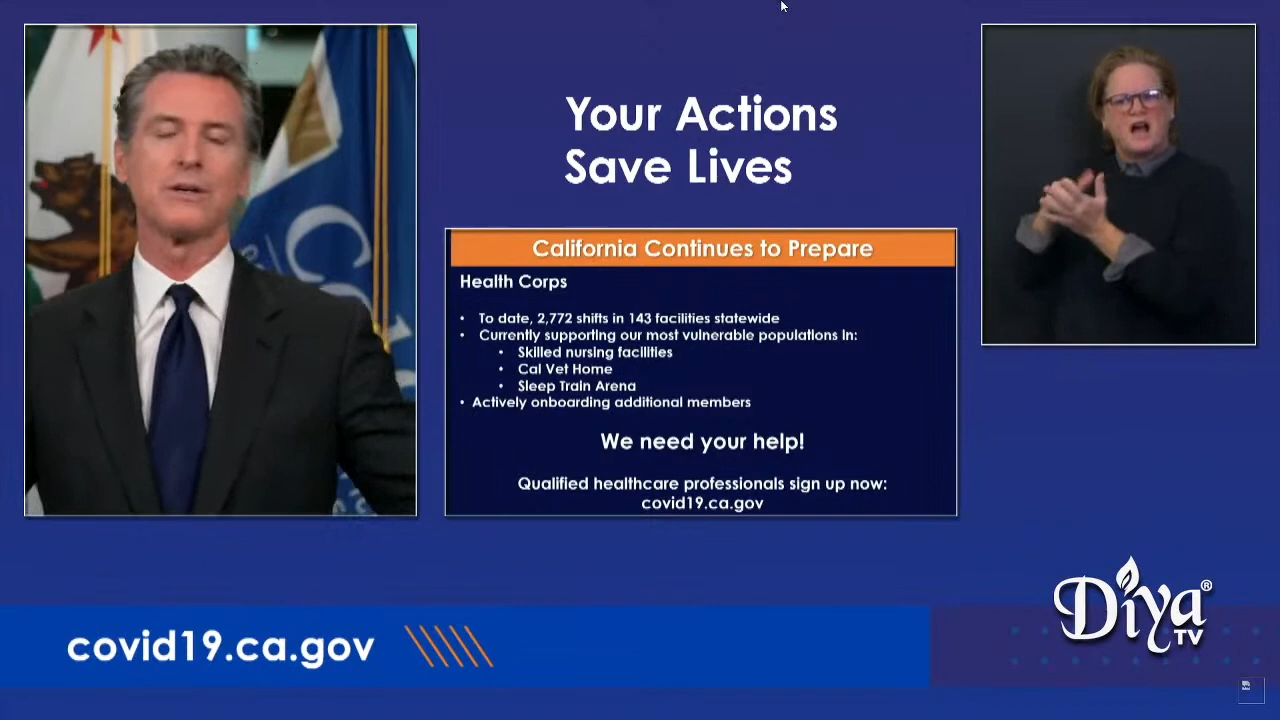 Your Actions
Save Lives
California Continues to Prepare
Health Corps
• To date, 2,772 shifts in 143 facilities statewide
• Currently supporting our most vulnerable populations in:
• Skilled nursing facilities
• Cal Vet Home
• Sleep Train Arena
• Actively onboarding additional members
We need your help!
Qualified healthcare professionals sign up now:
covid19.ca.gov
covid19.ca.gov
Diya®
TV